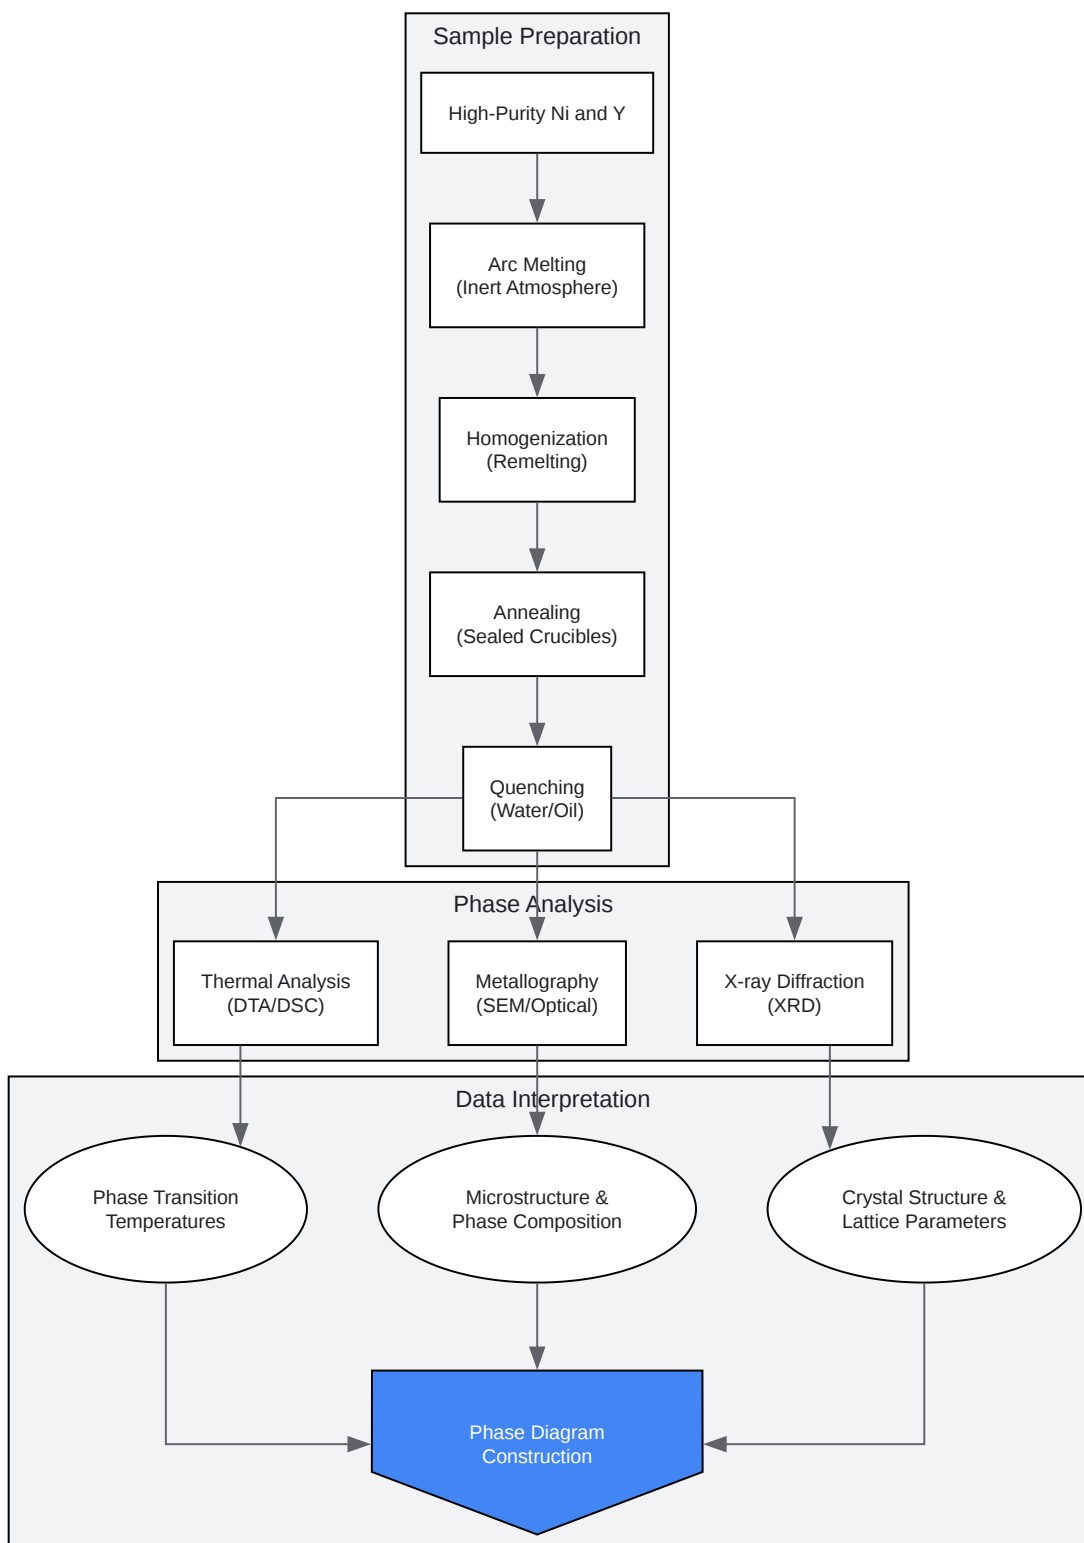 Sample Preparation
High-Purity Ni and Y
Arc Melting
(Inert Atmosphere)
Homogenization
(Remelting)
Annealing
(Sealed Crucibles)
Quenching
(Water/Oil)
Phase Analysis
Thermal Analysis
(DTA/DSC)
Metallography
(SEM/Optical)
X-ray Diffraction
(XRD)
Data Interpretation
Phase Transition
Temperatures
Microstructure &
Phase Composition
Crystal Structure &
Lattice Parameters
Phase Diagram
Construction